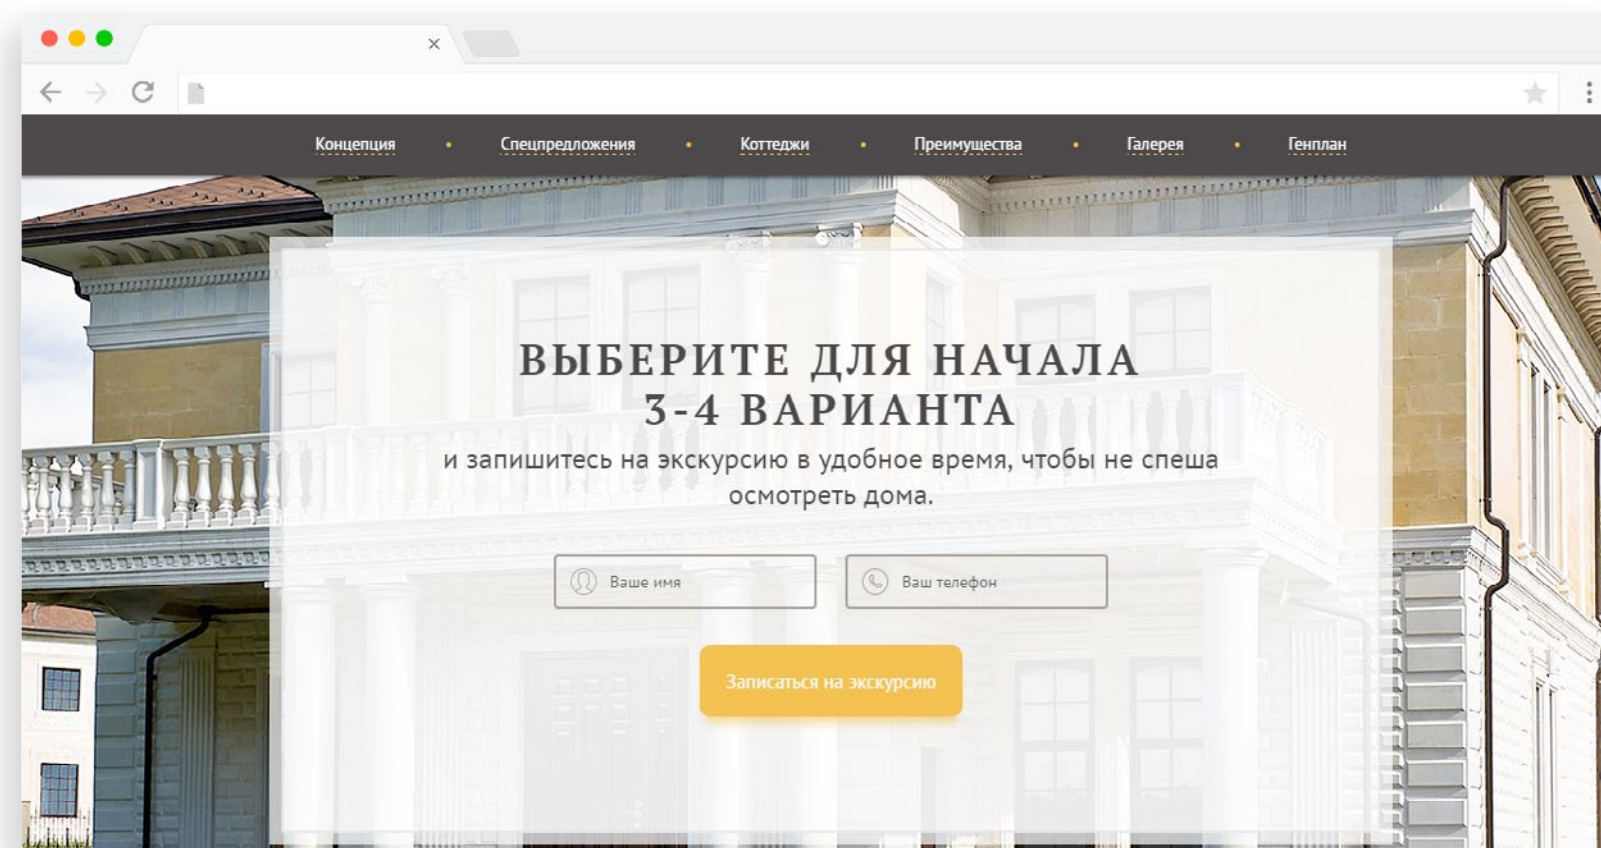 Концепция • Спецпредложения • Коттеджи • Преимущества • Галерея • Генплан
ВЫБЕРИТЕ ДЛЯ НАЧАЛА
3-4 ВАРИАНТА
и запишитесь на экскурсию в удобное время, чтобы не спеша
осмотреть дома.
Ваше имя Ваш телефон
Записаться на экскурсию